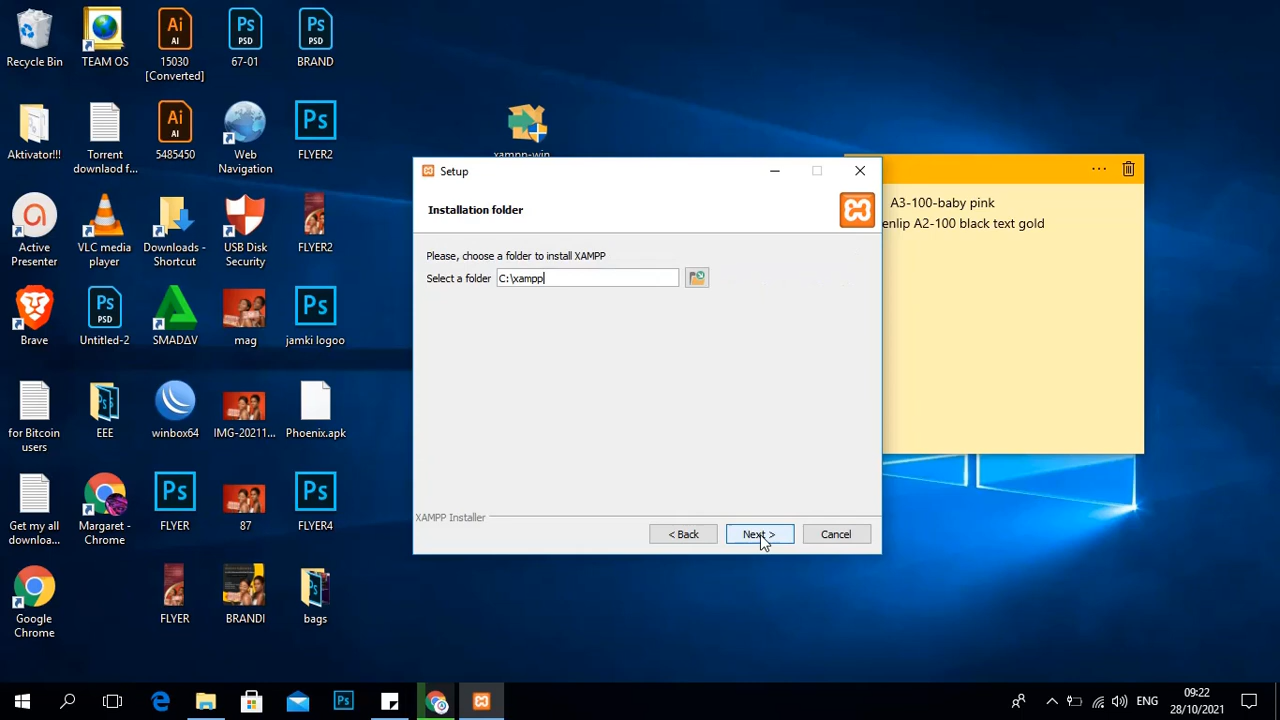 Recycle Bin
TEAM OS
15030
[Converted]
67-01
BRAND
Aktivator!!!
Torrent
downlaod f...
5485450
Web
Navigation
FLYER2
xampp-win
Active
Presenter
VLC media
player
Downloads -
Shortcut
USB Disk
Security
FLYER2
Brave
Untitled-2
SMADΔV
mag
jamki logoo
for Bitcoin
users
EEE
winbox64
IMG-20211...
Phoenix.apk
Get my all
downloa...
Margaret -
Chrome
FLYER
87
FLYER4
Google
Chrome
FLYER
BRANDI
bags
Setup
Installation folder
Please, choose a folder to install XAMPP
Select a folder
C:\xampp
XAMPP Installer
< Back
Next >
Cancel
A3-100-baby pink
enlip A2-100 black text gold
ENG
09:22
28/10/2021